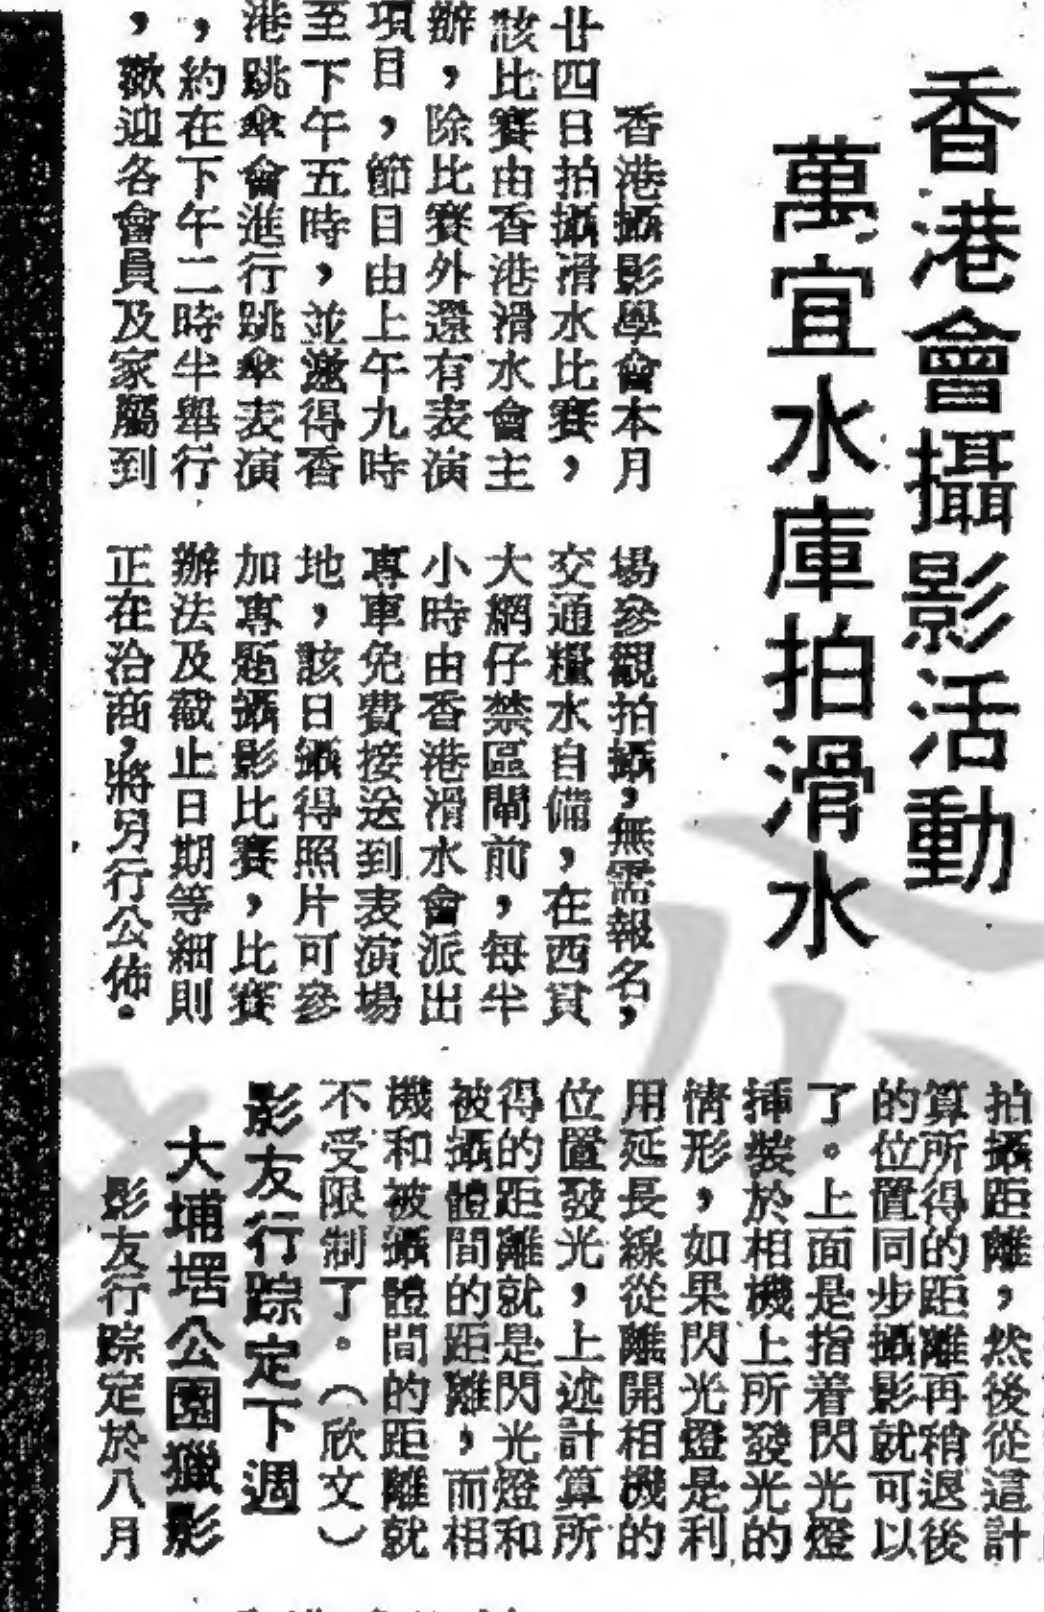 香港會攝影活動
萬宜水庫拍滑水
香港攝影學會本月
廿四日拍攝滑水比賽，
該比賽由香港滑水會主
辦，除比賽外還有表演
項目，節目由上午九時
至下午五時，並邀得香
港跳傘會進行跳傘表演
，約在下午二時半舉行
，歡迎各會員及家屬到
場參觀拍攝，無需報名，
交通糧水自備，在西貢
大網仔禁區閘前，每半
小時由香港滑水會派出
專車免費接送到表演場
地，該日攝得照片可參
加專題攝影比賽，比賽
辦法及截止日期等細則
正在洽商，將另行公佈。
拍攝距離，然後從這計
算所得的距離再稍退後
的位置同步攝影就可以
了。上面是指着閃光燈
揷裝於相機上所發光的
情形，如果閃光燈是利
用延長線從離開相機的
位置發光，上述計算所
得的距離就是閃光燈和
被攝體間的距離，而相
機和被攝體間的距離就
不受限制了。（欣文）
影友行踪定下週
大埔墿公園獵影
影友行踪定於八月